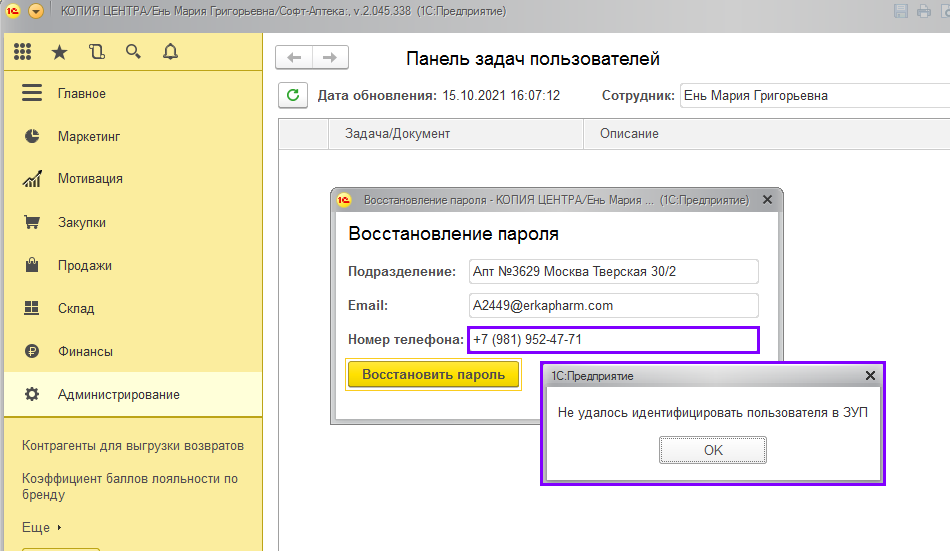 КОПИЯ ЦЕНТРА/Ень Мария Григорьевна/Софт-Аптека:, v.2.045.338 (1С:Предприятие)
Панель задач пользователей
Главное
Дата обновления: 15.10.2021 16:07:12 Сотрудник: Ень Мария Григорьевна
Маркетинг
Задача/Документ Описание
Мотивация
Закупки
Продажи
Склад
Финансы
Администрирование
Контрагенты для выгрузки возвратов
Коэффициент баллов лояльности по
бренду
Еще
1С Восстановление пароля - КОПИЯ ЦЕНТРА/Ень Мария ... (1С:Предприятие)
Восстановление пароля
Подразделение: Апт №3629 Москва Тверская 30/2
Email: A2449@erkapharm.com
Номер телефона: +7 (981) 952-47-71
Восстановить пароль
1С:Предприятие
Не удалось идентифицировать пользователя в ЗУП
OK